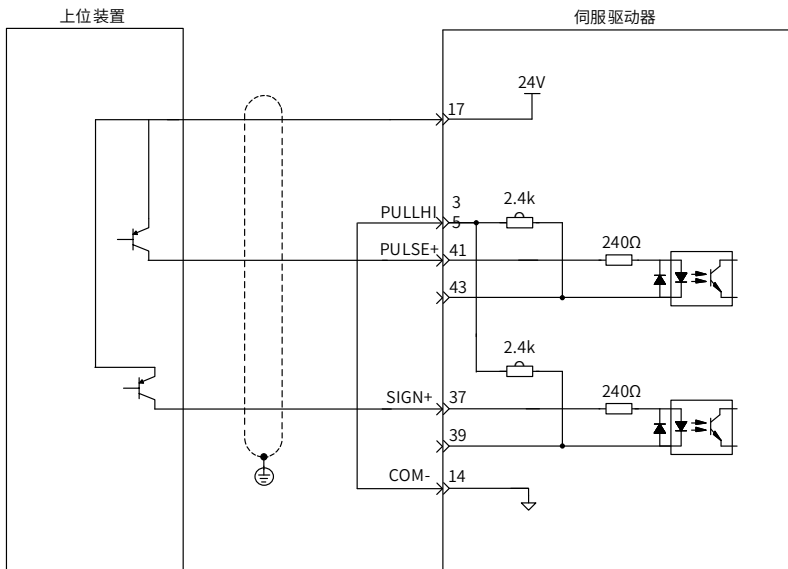 上位装置
伺服驱动器
24V
17
3
2.4k
PULLHI
5
PULSE+
41
240Ω
43
2.4k
SIGN+
37
240Ω
39
COM-
14